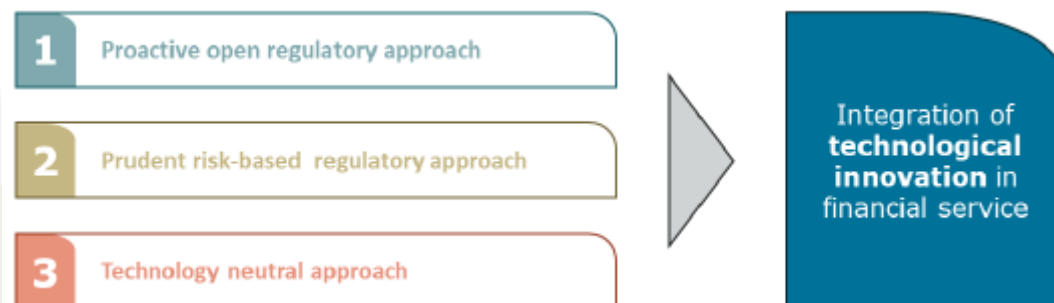 1 Proactive open regulatory approach
2 Prudent risk-based regulatory approach
3 Technology neutral approach
Integration of
technological
innovation in
financial service